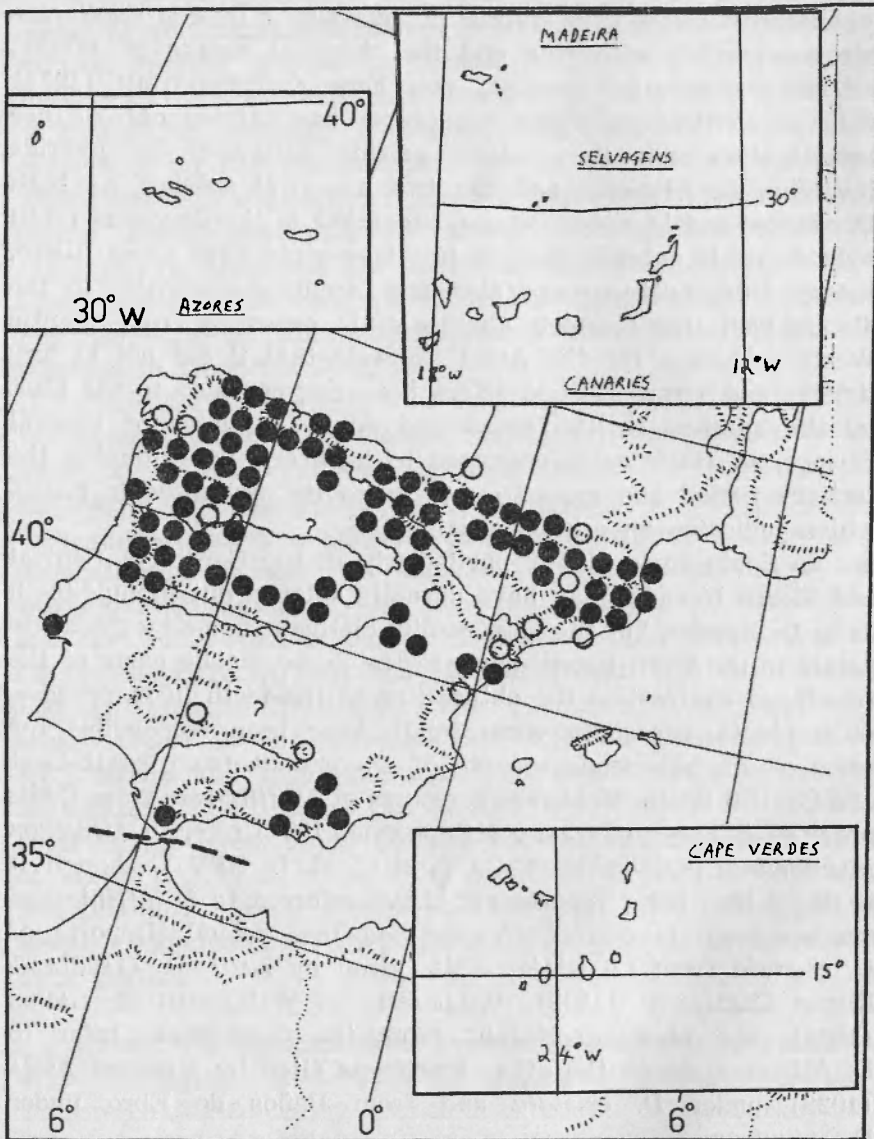 MADEIRA
SELVAGENS
30°
18°W
12°W
CANARIES
40°
30°W
AZORES
40°
?
?
35°
CAPE VERDES
15°
24°W
6°
0°
6°